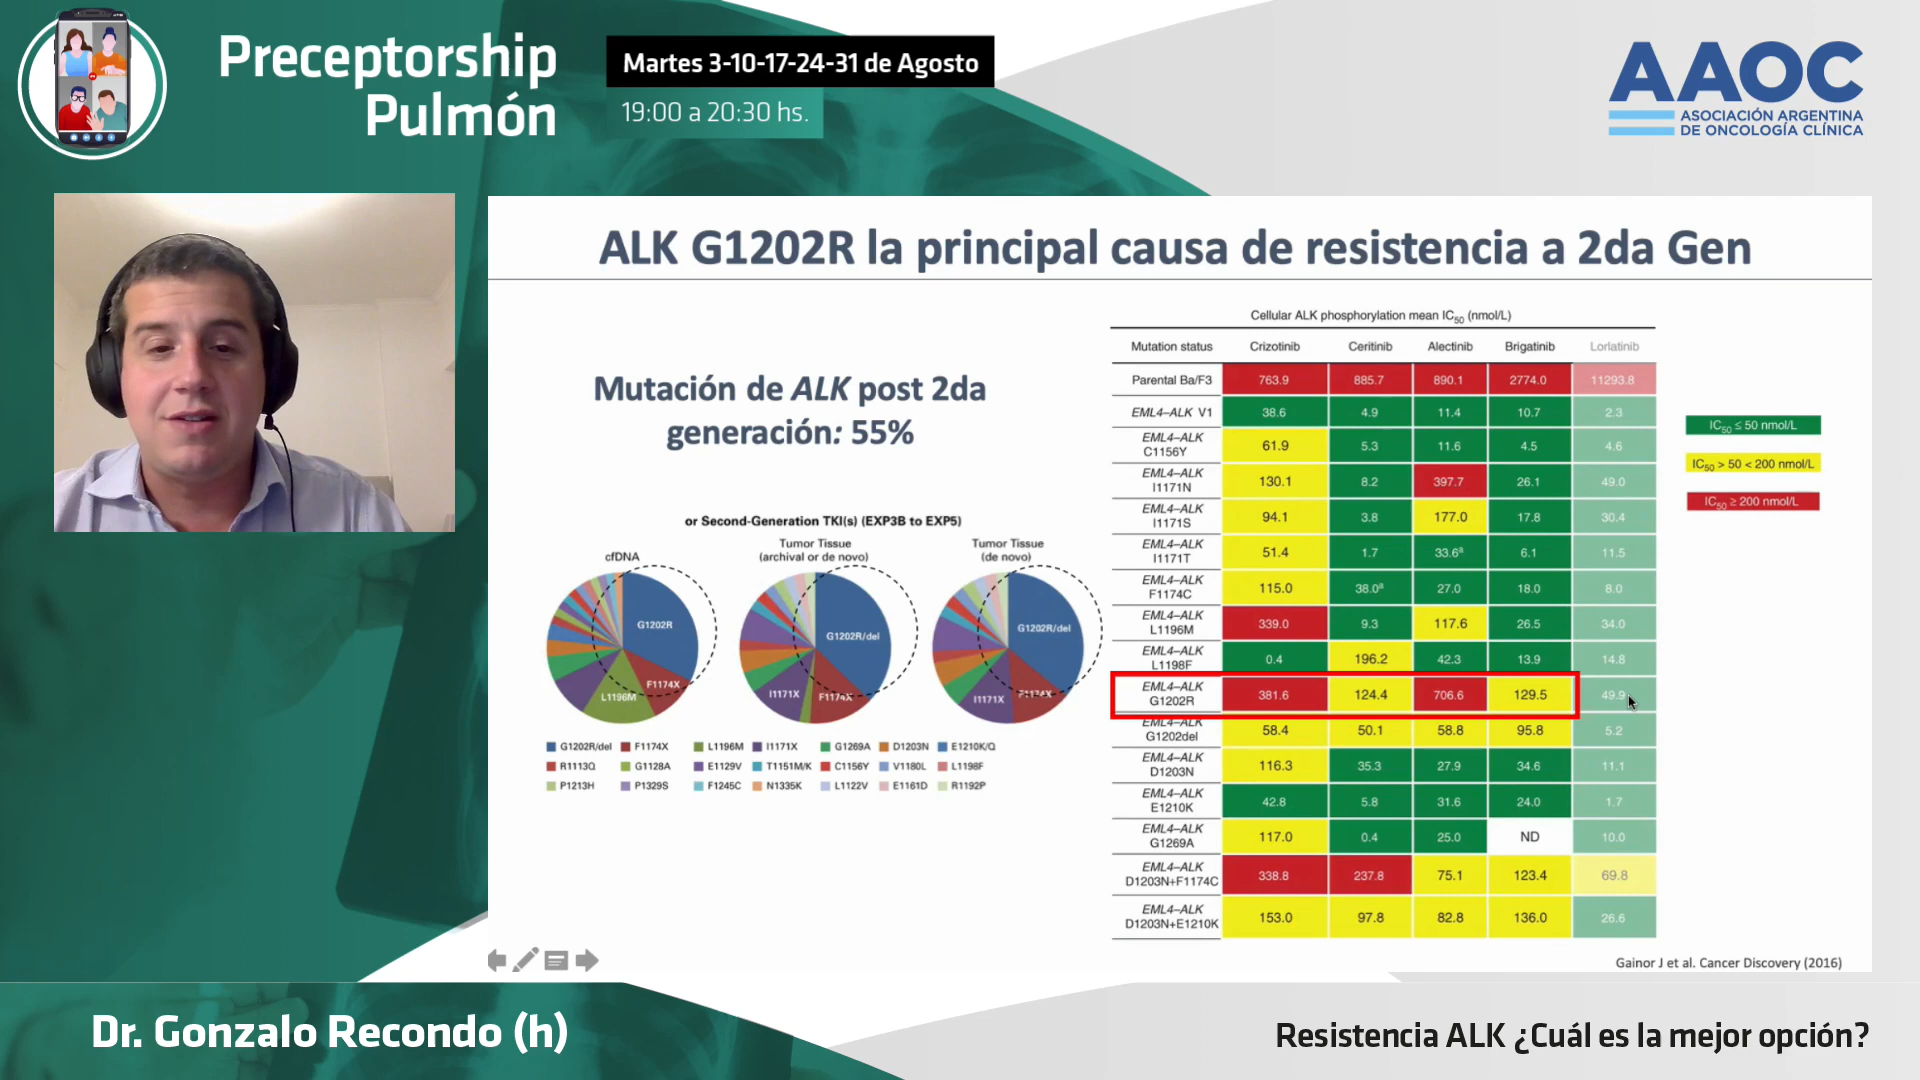 Preceptorship
Pulmón
Martes 3-10-17-24-31 de Agosto
19:00 a 20:30 hs.
AAOC
ASOCIACIÓN ARGENTINA
DE ONCOLOGÍA CLÍNICA
ALK G1202R la principal causa de resistencia a 2da Gen
Mutación de ALK post 2da
generación: 55%
or Second-Generation TKI(s) (EXP3B to EXP5)
cfDNA
Tumor Tissue
(archival or de novo)
Tumor Tissue
(de novo)
G1202R
F1174X
L1196M
G1202R/del
F1174X
I1171X
G1202R/del
F1174X
I1171X
G1202R/del F1174X L1196M I1171X G1269A D1203N E1210K/Q
R1113Q G1128A E1129V T1151M/K C1156Y V1180L L1198F
P1213H P1329S F1245C N1335K L1122V E1161D R1192P
Cellular ALK phosphorylation mean IC50 (nmol/L)
Mutation status Crizotinib Ceritinib Alectinib Brigatinib Lorlatinib
Parental Ba/F3 763.9 885.7 890.1 2774.0 11293.8
EML4–ALK V1 38.6 4.9 11.4 10.7 2.3
EML4–ALK
C1156Y 61.9 5.3 11.6 4.5 4.6
EML4–ALK
I1171N 130.1 8.2 397.7 26.1 49.0
EML4–ALK
I1171S 94.1 3.8 177.0 17.8 30.4
EML4–ALK
I1171T 51.4 1.7 33.6a 6.1 11.5
EML4–ALK
F1174C 115.0 38.0a 27.0 18.0 8.0
EML4–ALK
L1196M 339.0 9.3 117.6 26.5 34.0
EML4–ALK
L1198F 0.4 196.2 42.3 13.9 14.8
EML4–ALK
G1202R 381.6 124.4 706.6 129.5 49.9
EML4–ALK
G1202del 58.4 50.1 58.8 95.8 5.2
EML4–ALK
D1203N 116.3 35.3 27.9 34.6 11.1
EML4–ALK
E1210K 42.8 5.8 31.6 24.0 1.7
EML4–ALK
G1269A 117.0 0.4 25.0 ND 10.0
EML4–ALK
D1203N+F1174C 338.8 237.8 75.1 123.4 69.8
EML4–ALK
D1203N+E1210K 153.0 97.8 82.8 136.0 26.6
IC50 ≤ 50 nmol/L
IC50 > 50 < 200 nmol/L
IC50 ≥ 200 nmol/L
Gainor J et al. Cancer Discovery (2016)
Dr. Gonzalo Recondo (h)
Resistencia ALK ¿Cuál es la mejor opción?